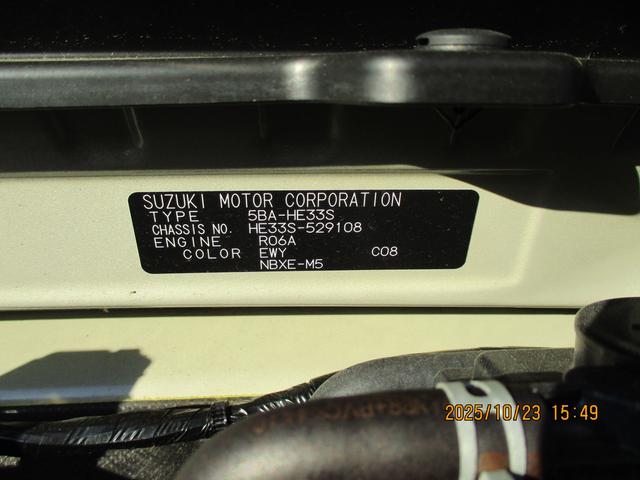 SUZUKI MOTOR CORPORATION
TYPE 5BA-HE33S
CHASSIS NO. HE33S-529108
ENGINE R06A
COLOR EWY C08
NBXE-M5
2025/10/23 15:49